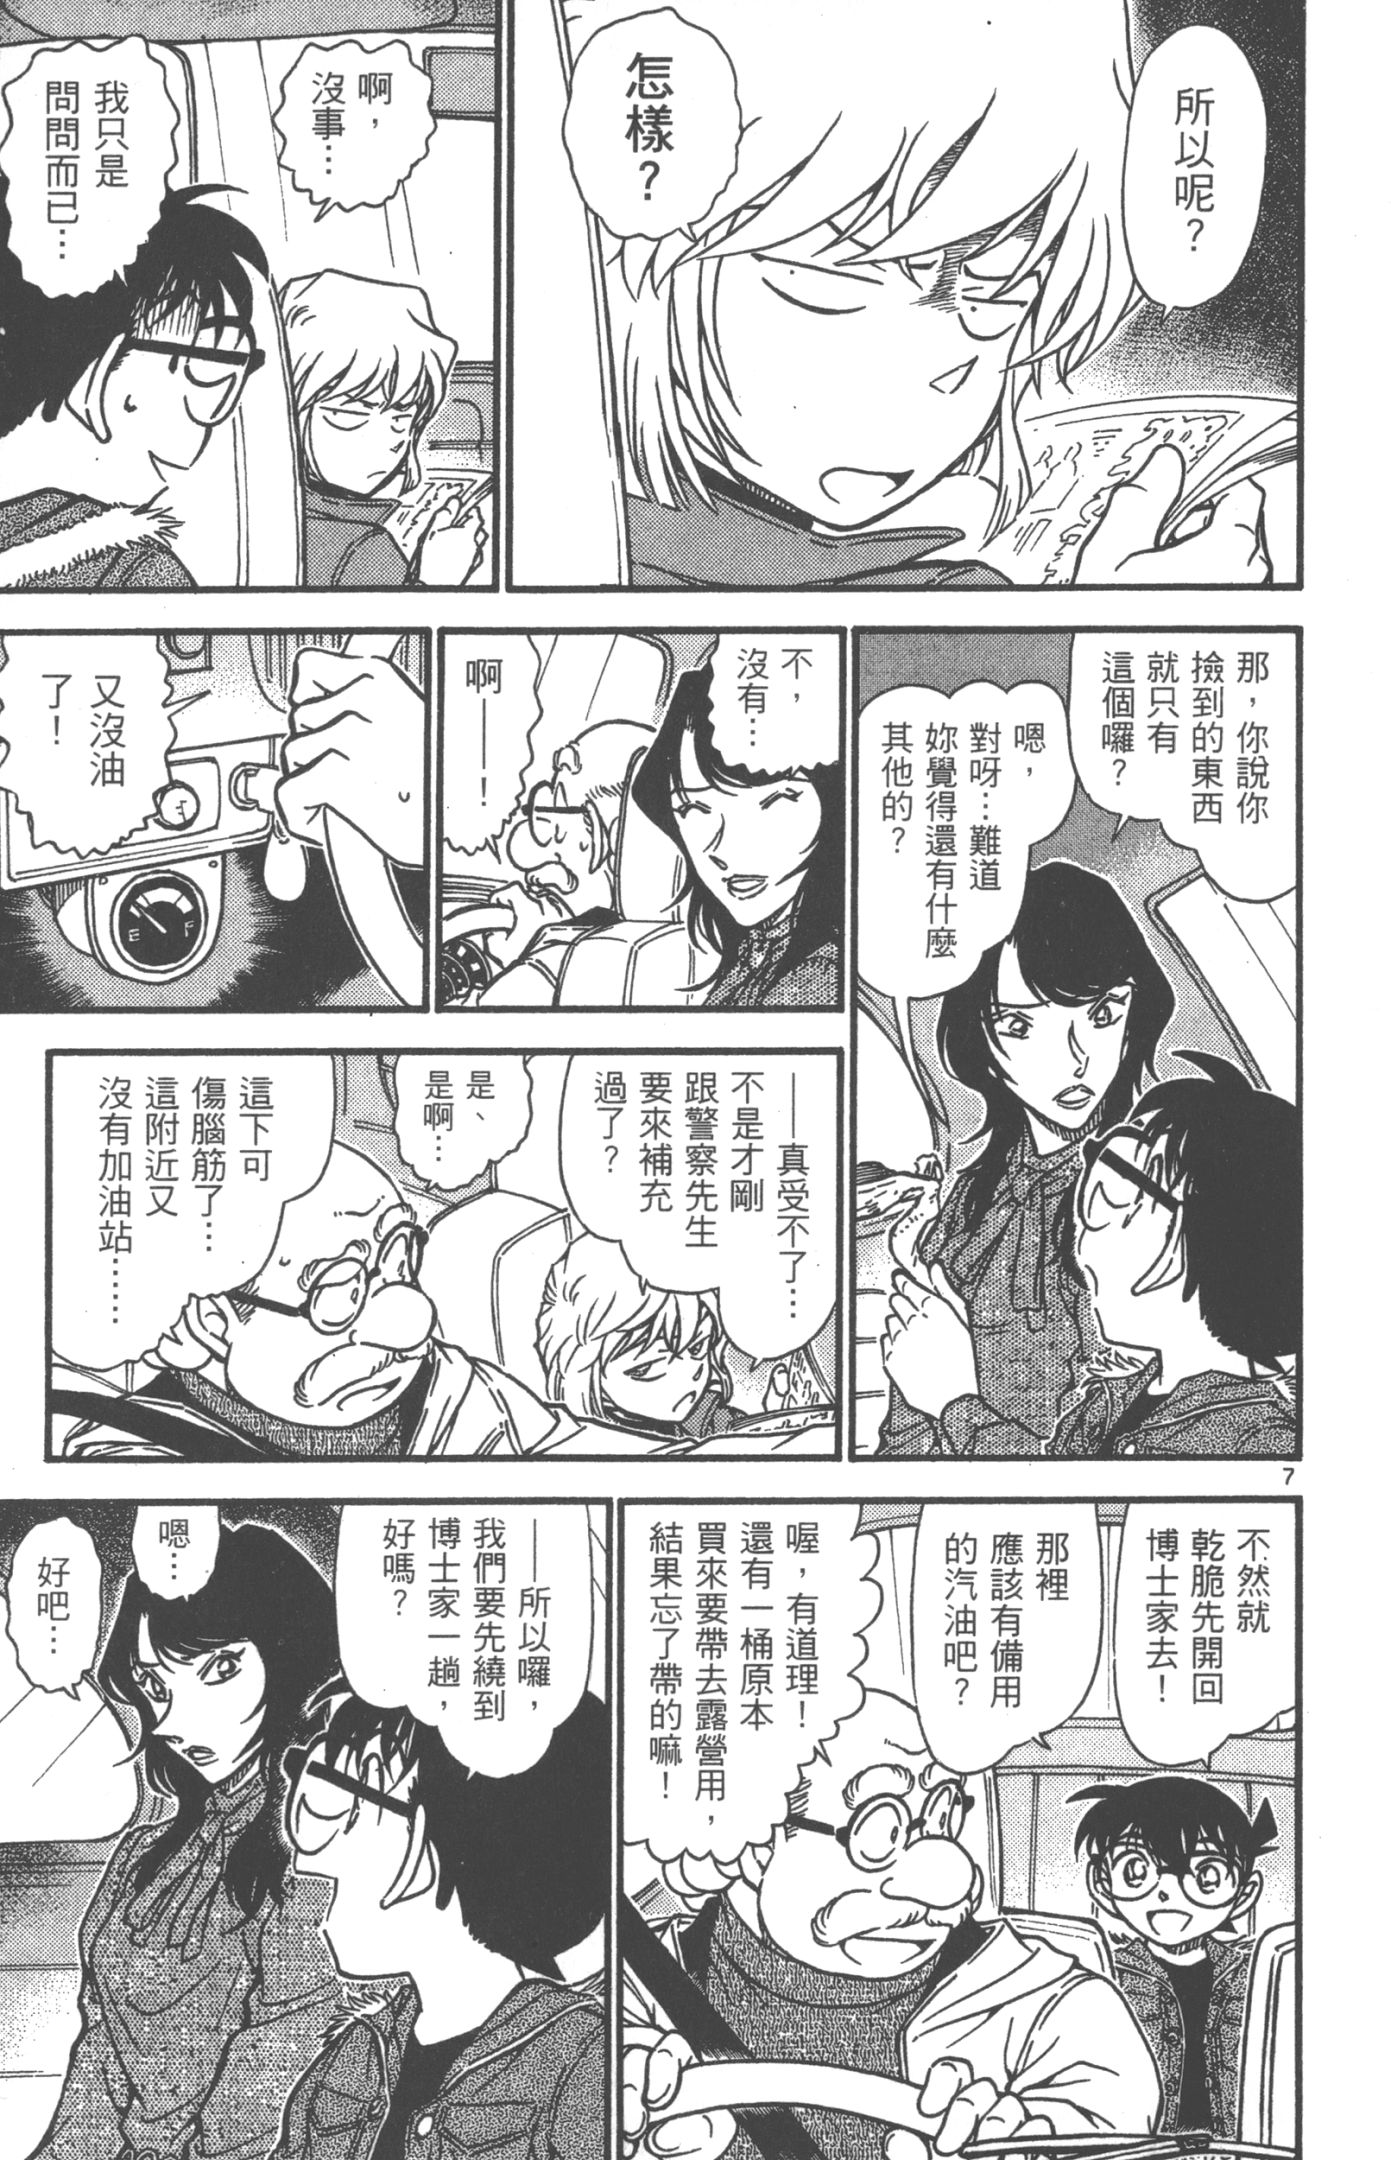 所以呢？
怎樣？
啊，
沒事…
我只是
問問而已…
那，你說你
撿到的東西
就只有
這個囉？
嗯，
對呀…難道
妳覺得還有什麼
其他的？
不，
沒有…
啊——！
又沒油
了！
E F
——真受不了…
不是才剛
跟警察先生
要來補充
過了？
是、
是啊…
這下可
傷腦筋了…
這附近又
沒有加油站……
7
不然就
乾脆先開回
博士家去！
那裡
應該有備用
的汽油吧？
喔，有道理！
還有一桶原本
買來要帶去露營用，
結果忘了帶的嘛！
——所以囉，
我們要先繞到
博士家一趟，
好嗎？
嗯…
好吧…